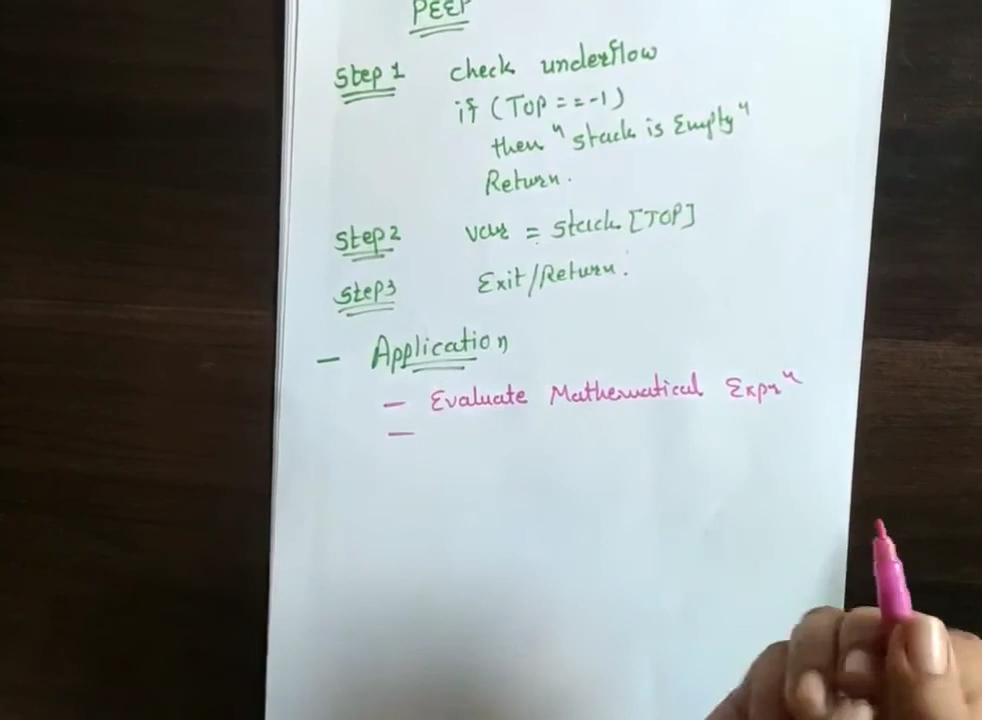 PEEP
Step 1 check underflow
if (TOP == -1)
then "stack is Empty"
Return.
Step 2 var = stack [TOP]
Step 3 Exit/Return.
- Application
- Evaluate Mathematical Exprⁿ
-